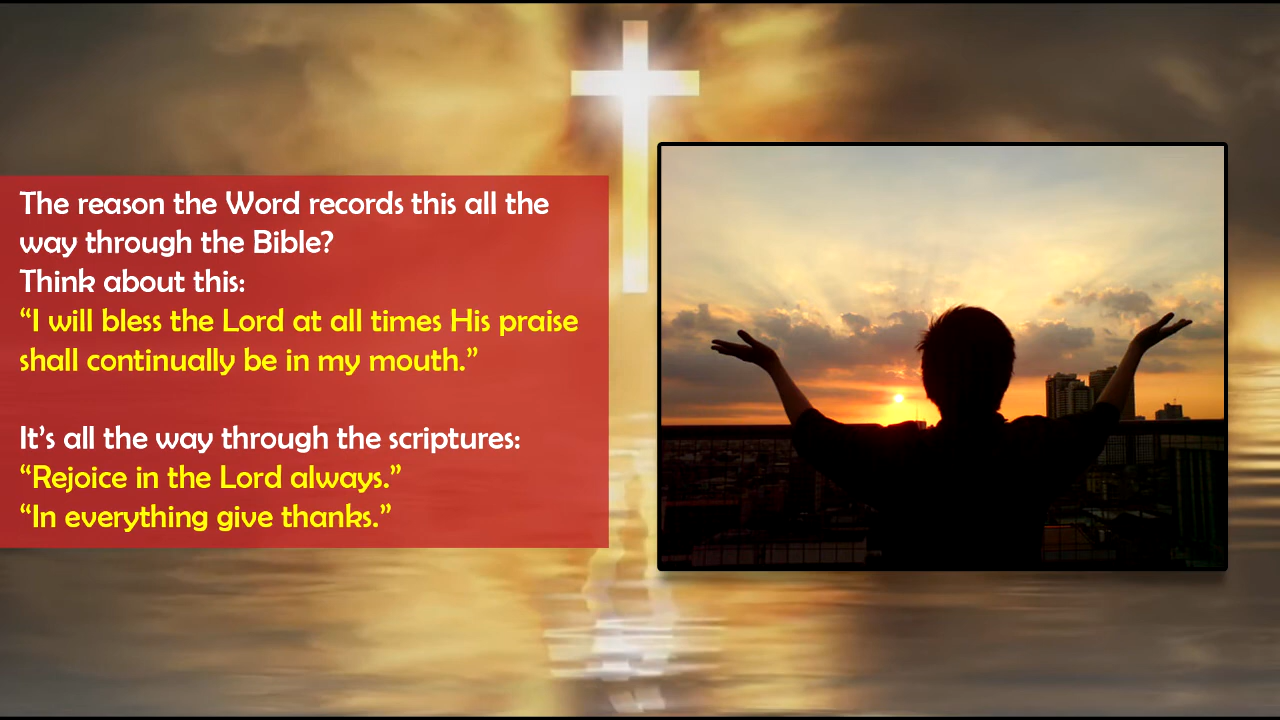 The reason the Word records this all the
way through the Bible?
Think about this:
“I will bless the Lord at all times His praise
shall continually be in my mouth.”
It’s all the way through the scriptures:
“Rejoice in the Lord always.”
“In everything give thanks.”